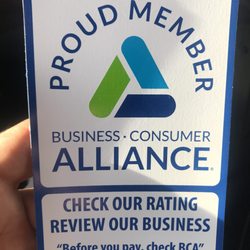 PROUD MEMBER
BUSINESS · CONSUMER
ALLIANCE®
CHECK OUR RATING
REVIEW OUR BUSINESS
"Before you pay, check BCA"